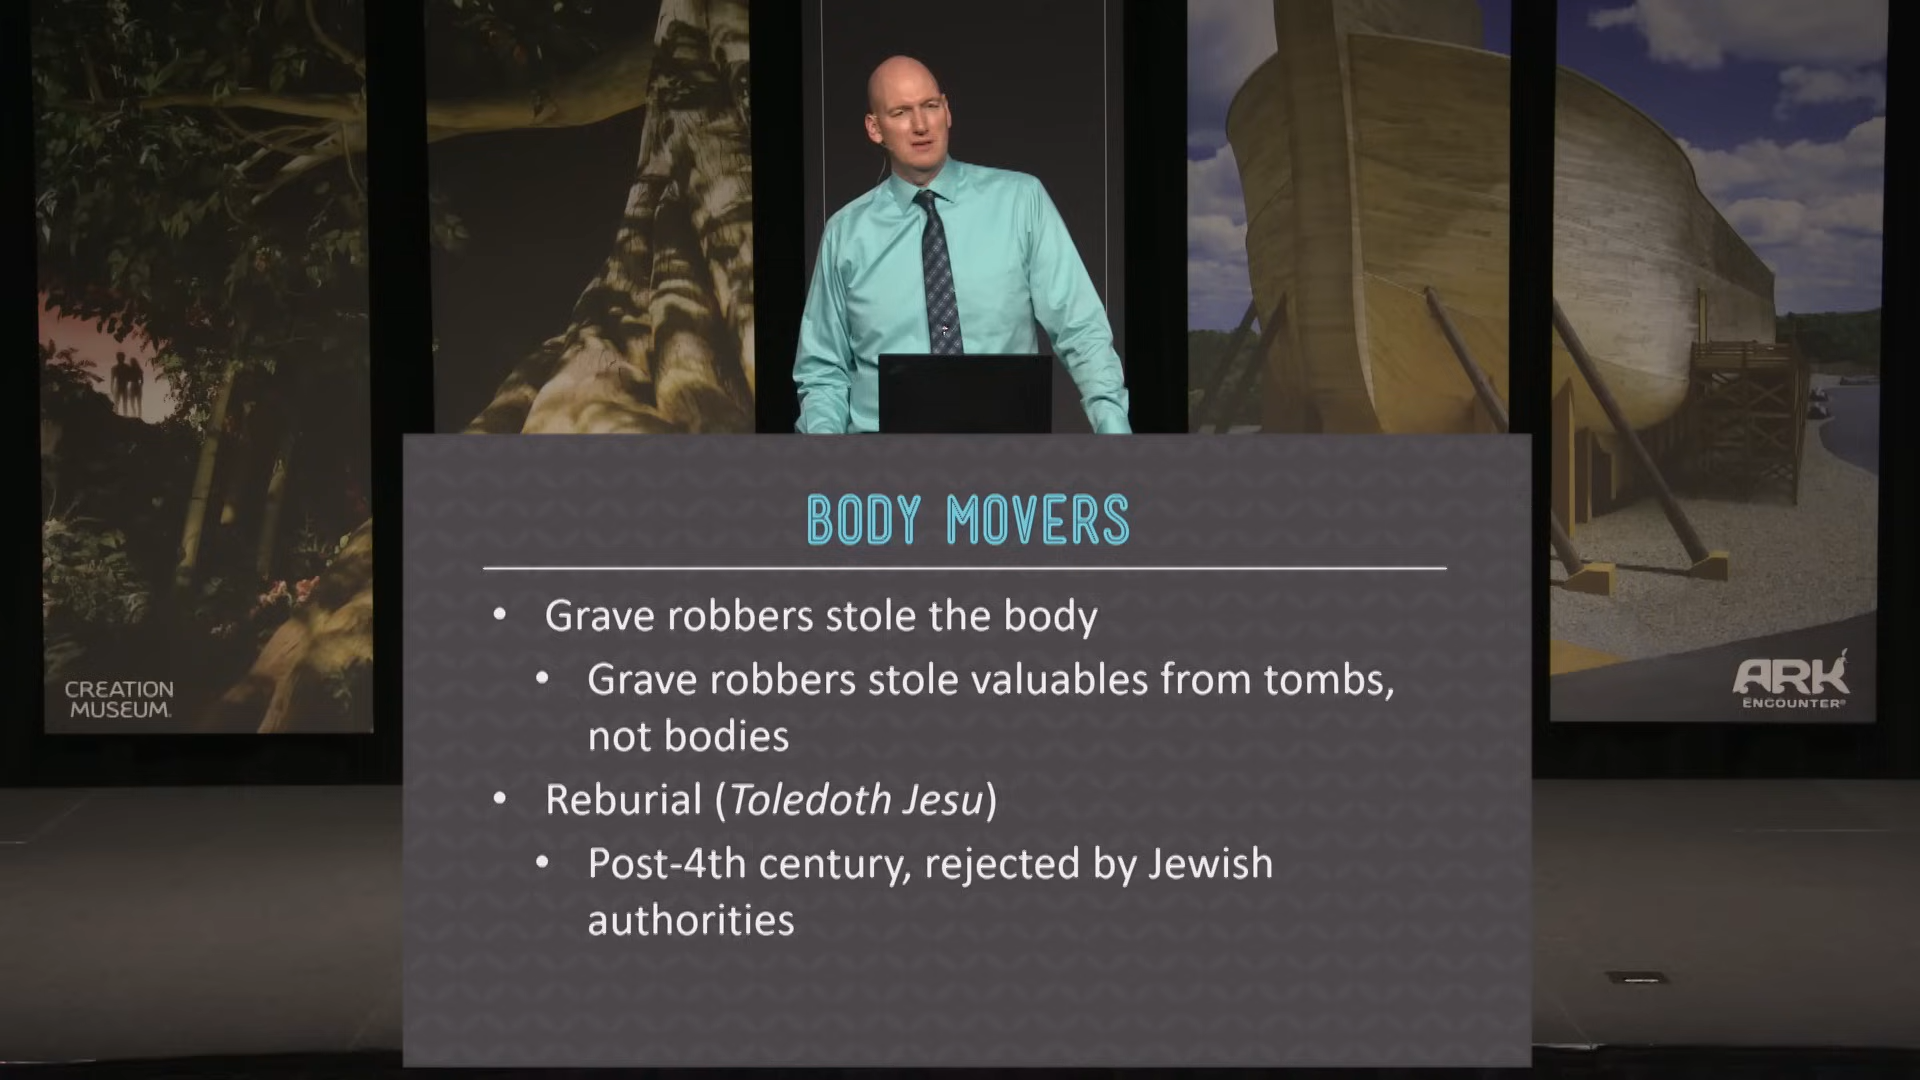 CREATION
MUSEUM
ARK
ENCOUNTER
BODY MOVERS
• Grave robbers stole the body
• Grave robbers stole valuables from tombs,
not bodies
• Reburial (Toledoth Jesu)
• Post-4th century, rejected by Jewish
authorities